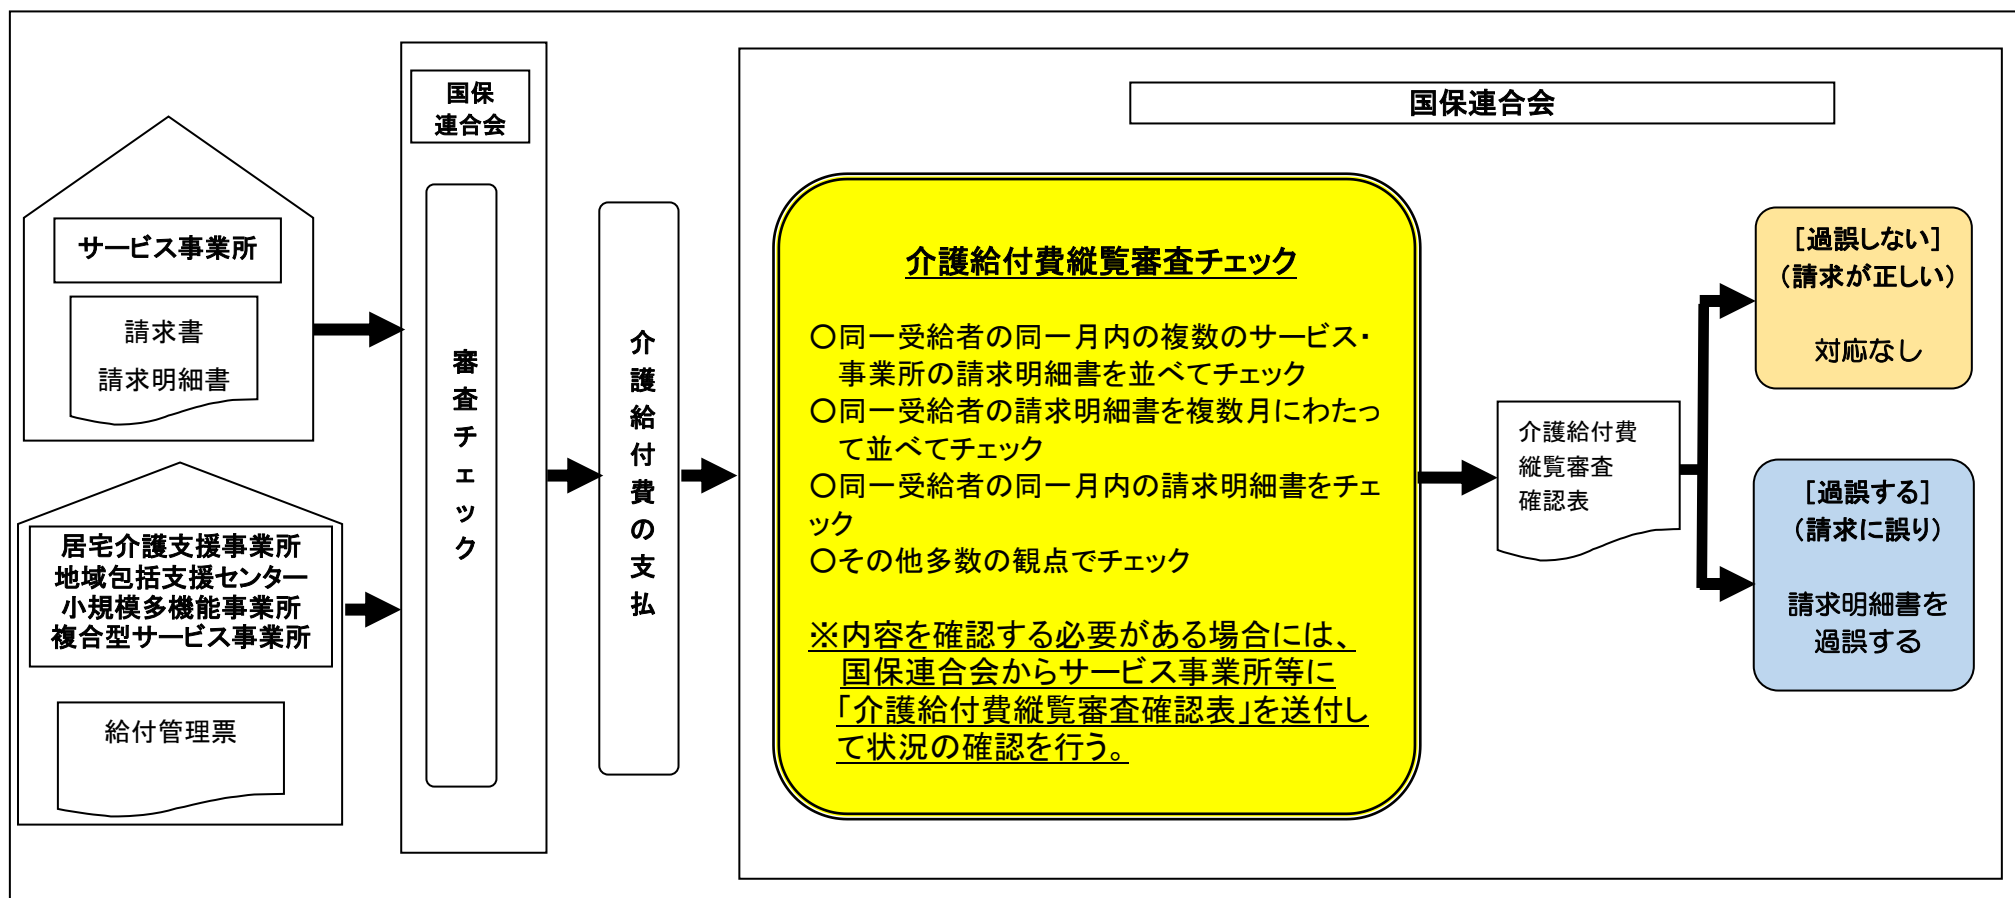 サービス事業所
請求書
請求明細書
居宅介護支援事業所
地域包括支援センター
小規模多機能事業所
複合型サービス事業所
給付管理票
国保
連合会
審査チェック
介護給付費の支払
国保連合会
介護給付費縦覧審査チェック
○同一受給者の同一月内の複数のサービス・
事業所の請求明細書を並べてチェック
○同一受給者の請求明細書を複数月にわたっ
て並べてチェック
○同一受給者の同一月内の請求明細書をチェ
ック
○その他多数の観点でチェック
※内容を確認する必要がある場合には、
国保連合会からサービス事業所等に
「介護給付費縦覧審査確認表」を送付し
て状況の確認を行う。
介護給付費
縦覧審査
確認表
［過誤しない］
（請求が正しい）
対応なし
［過誤する］
（請求に誤り）
請求明細書を
過誤する